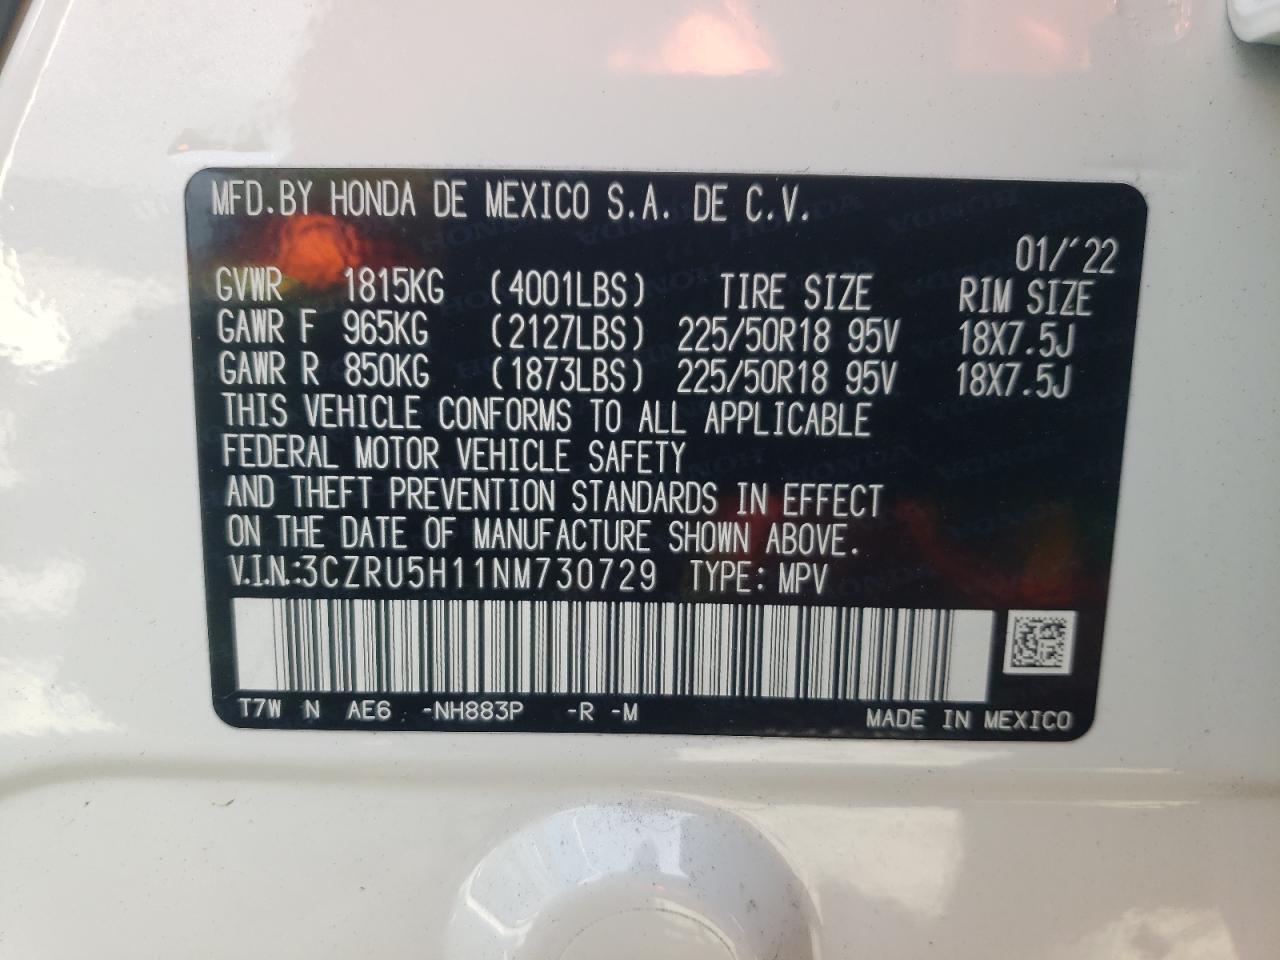 MFD.BY HONDA DE MEXICO S.A. DE C.V.
01/'22
GVWR 1815KG (4001LBS) TIRE SIZE RIM SIZE
GAWR F 965KG (2127LBS) 225/50R18 95V 18X7.5J
GAWR R 850KG (1873LBS) 225/50R18 95V 18X7.5J
THIS VEHICLE CONFORMS TO ALL APPLICABLE
FEDERAL MOTOR VEHICLE SAFETY
AND THEFT PREVENTION STANDARDS IN EFFECT
ON THE DATE OF MANUFACTURE SHOWN ABOVE.
V.I.N.:3CZRU5H11NM730729 TYPE: MPV
T7W N AE6 -NH883P -R -M MADE IN MEXICO